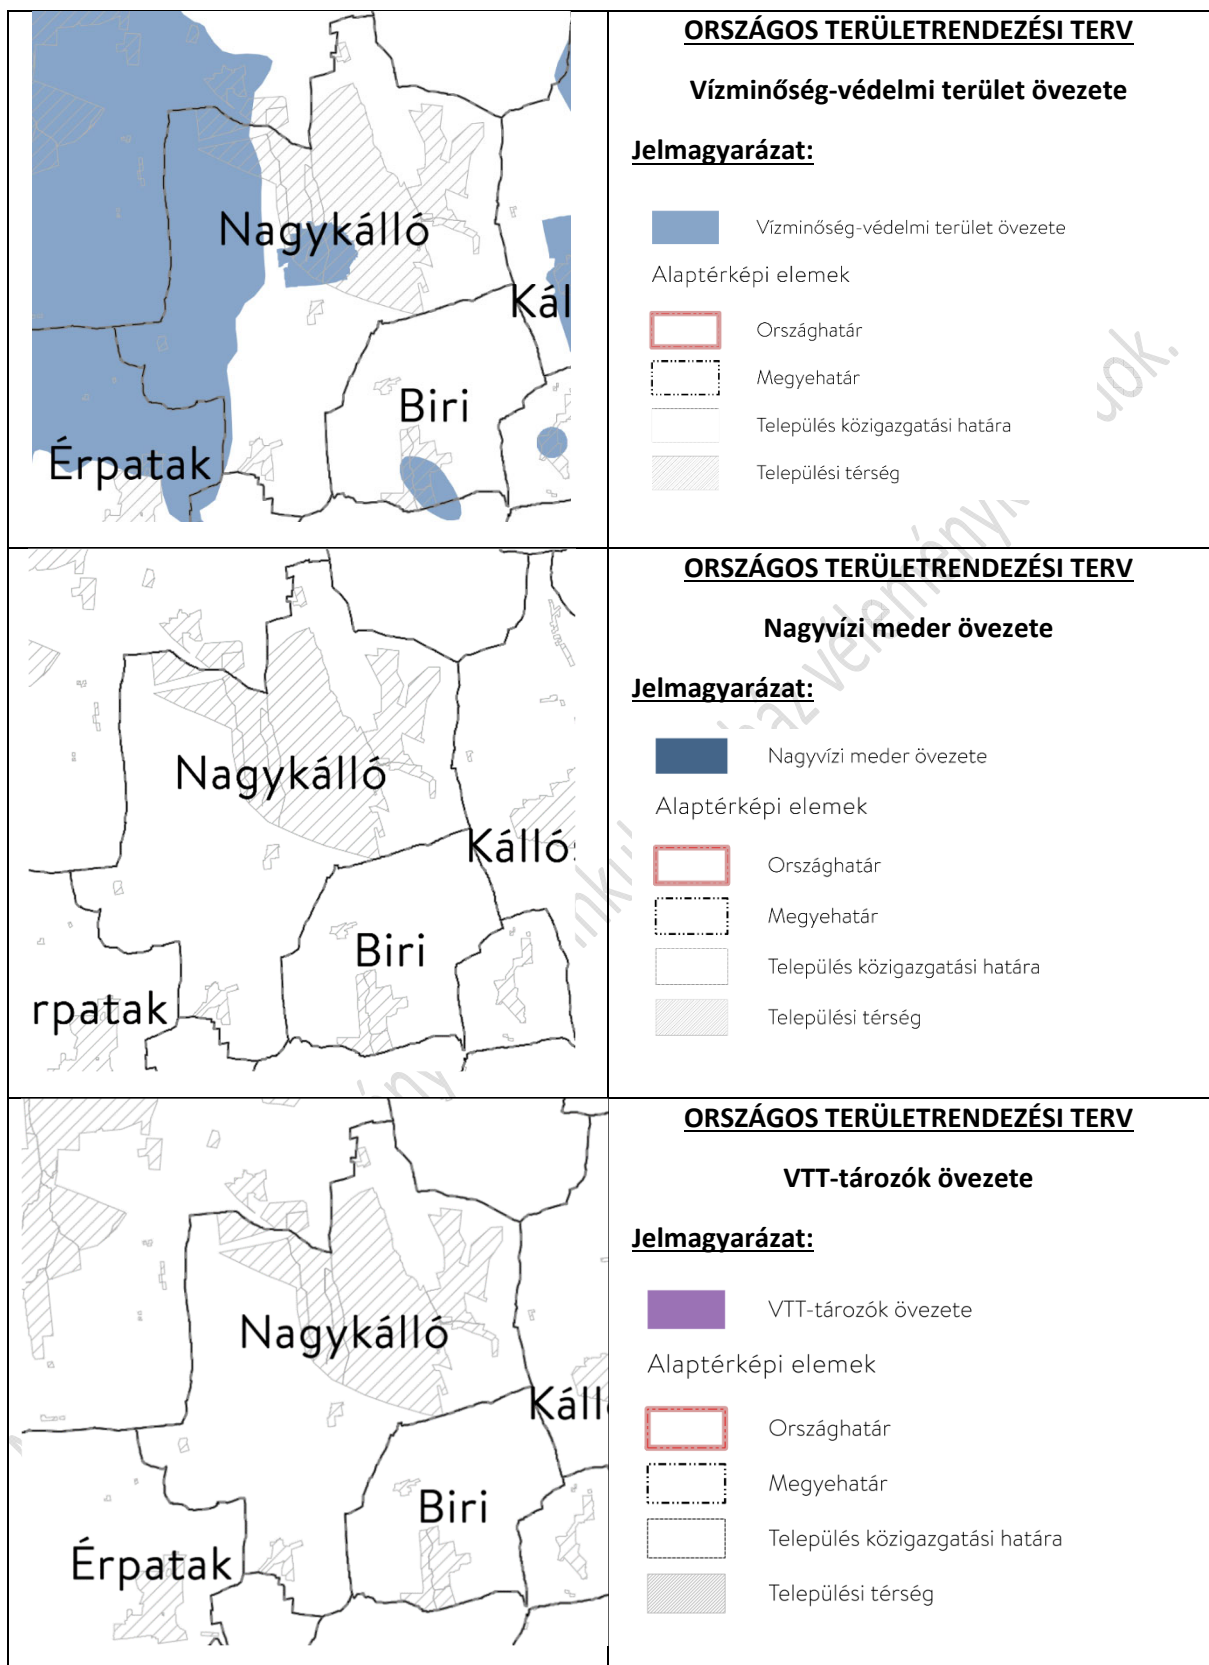 Nagykálló
Kál
Biri
Érpatak
ORSZÁGOS TERÜLETRENDEZÉSI TERV
Vízminőség-védelmi terület övezete
Jelmagyarázat:
Vízminőség-védelmi terület övezete
Alaptérképi elemek
Országhatár
Megyehatár
Település közigazgatási határa
Települési térség
Nagykálló
Kálló
Biri
rpatak
ORSZÁGOS TERÜLETRENDEZÉSI TERV
Nagyvízi meder övezete
Jelmagyarázat:
Nagyvízi meder övezete
Alaptérképi elemek
Országhatár
Megyehatár
Település közigazgatási határa
Települési térség
Nagykálló
Káll
Biri
Érpatak
ORSZÁGOS TERÜLETRENDEZÉSI TERV
VTT-tározók övezete
Jelmagyarázat:
VTT-tározók övezete
Alaptérképi elemek
Országhatár
Megyehatár
Település közigazgatási határa
Települési térség